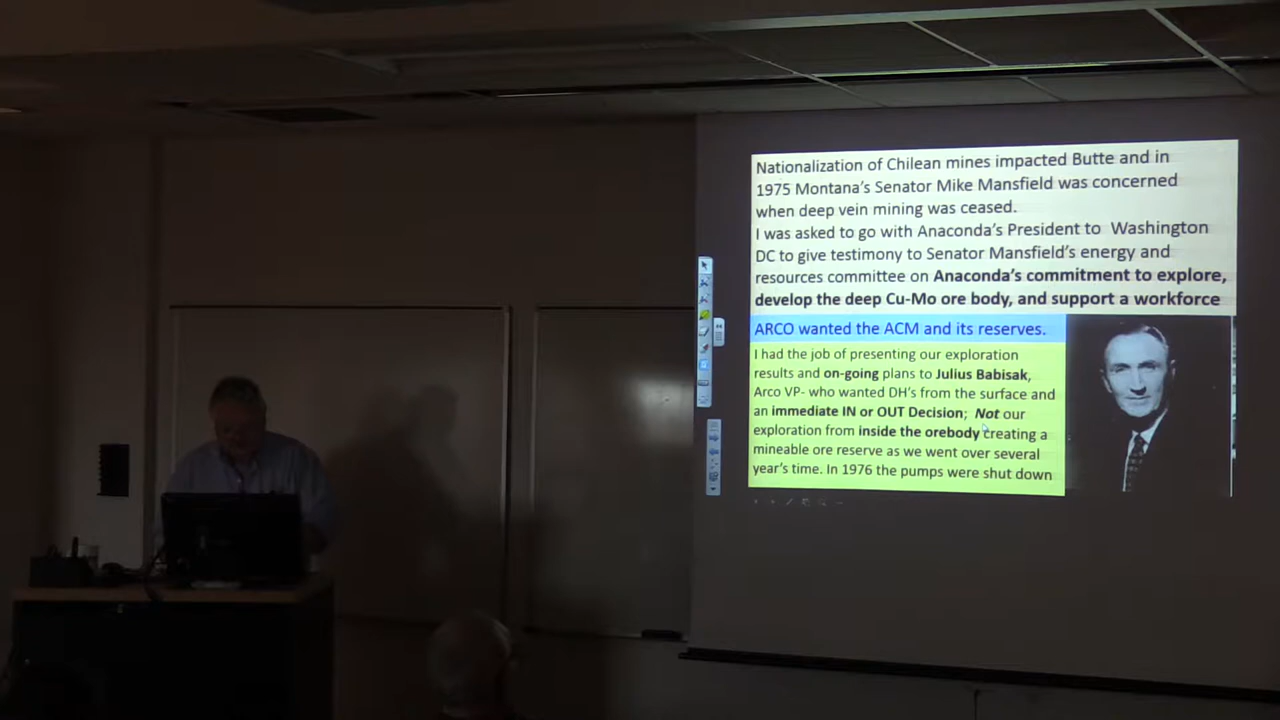 Nationalization of Chilean mines impacted Butte and in
1975 Montana's Senator Mike Mansfield was concerned
when deep vein mining was ceased.
I was asked to go with Anaconda's President to Washington
DC to give testimony to Senator Mansfield's energy and
resources committee on Anaconda's commitment to explore,
develop the deep Cu-Mo ore body, and support a workforce
ARCO wanted the ACM and its reserves.
I had the job of presenting our exploration
results and on-going plans to Julius Babisak,
Arco VP- who wanted DH's from the surface and
an immediate IN or OUT Decision; Not our
exploration from inside the orebody creating a
mineable ore reserve as we went over several
year's time. In 1976 the pumps were shut down